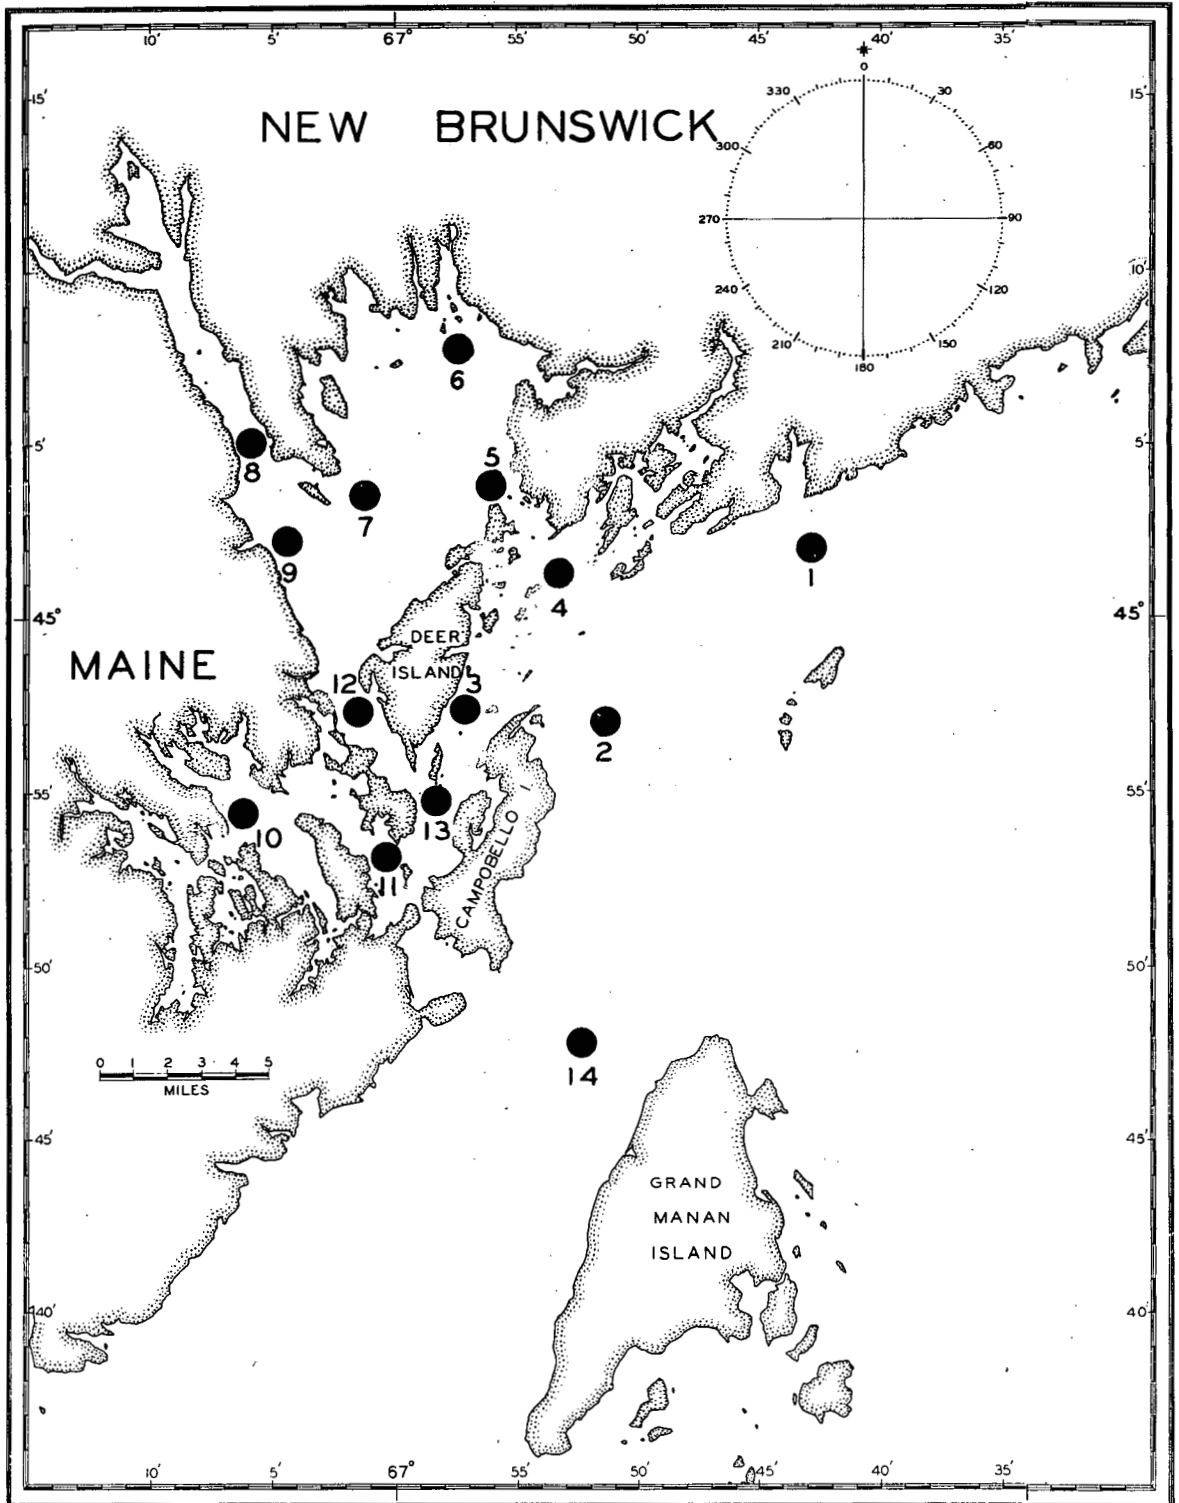 10' 5' 67° 55' 50' 45' 40' 35'
0
330 30
15' 15'
NEW BRUNSWICK
300 60
270 90
10'
240 120
210 150
180
6
5' 5'
8
5
7
9
1
4
45° 45°
DEER
MAINE
ISLAND
12 3
2
55'
13
10
CAMPOBELLO I.
11
50' 50'
0 1 2 3 4 5
MILES
14
45' 45'
GRAND
MANAN
ISLAND
40' 40'
10' 5' 67° 55' 50' 45' 40' 35'